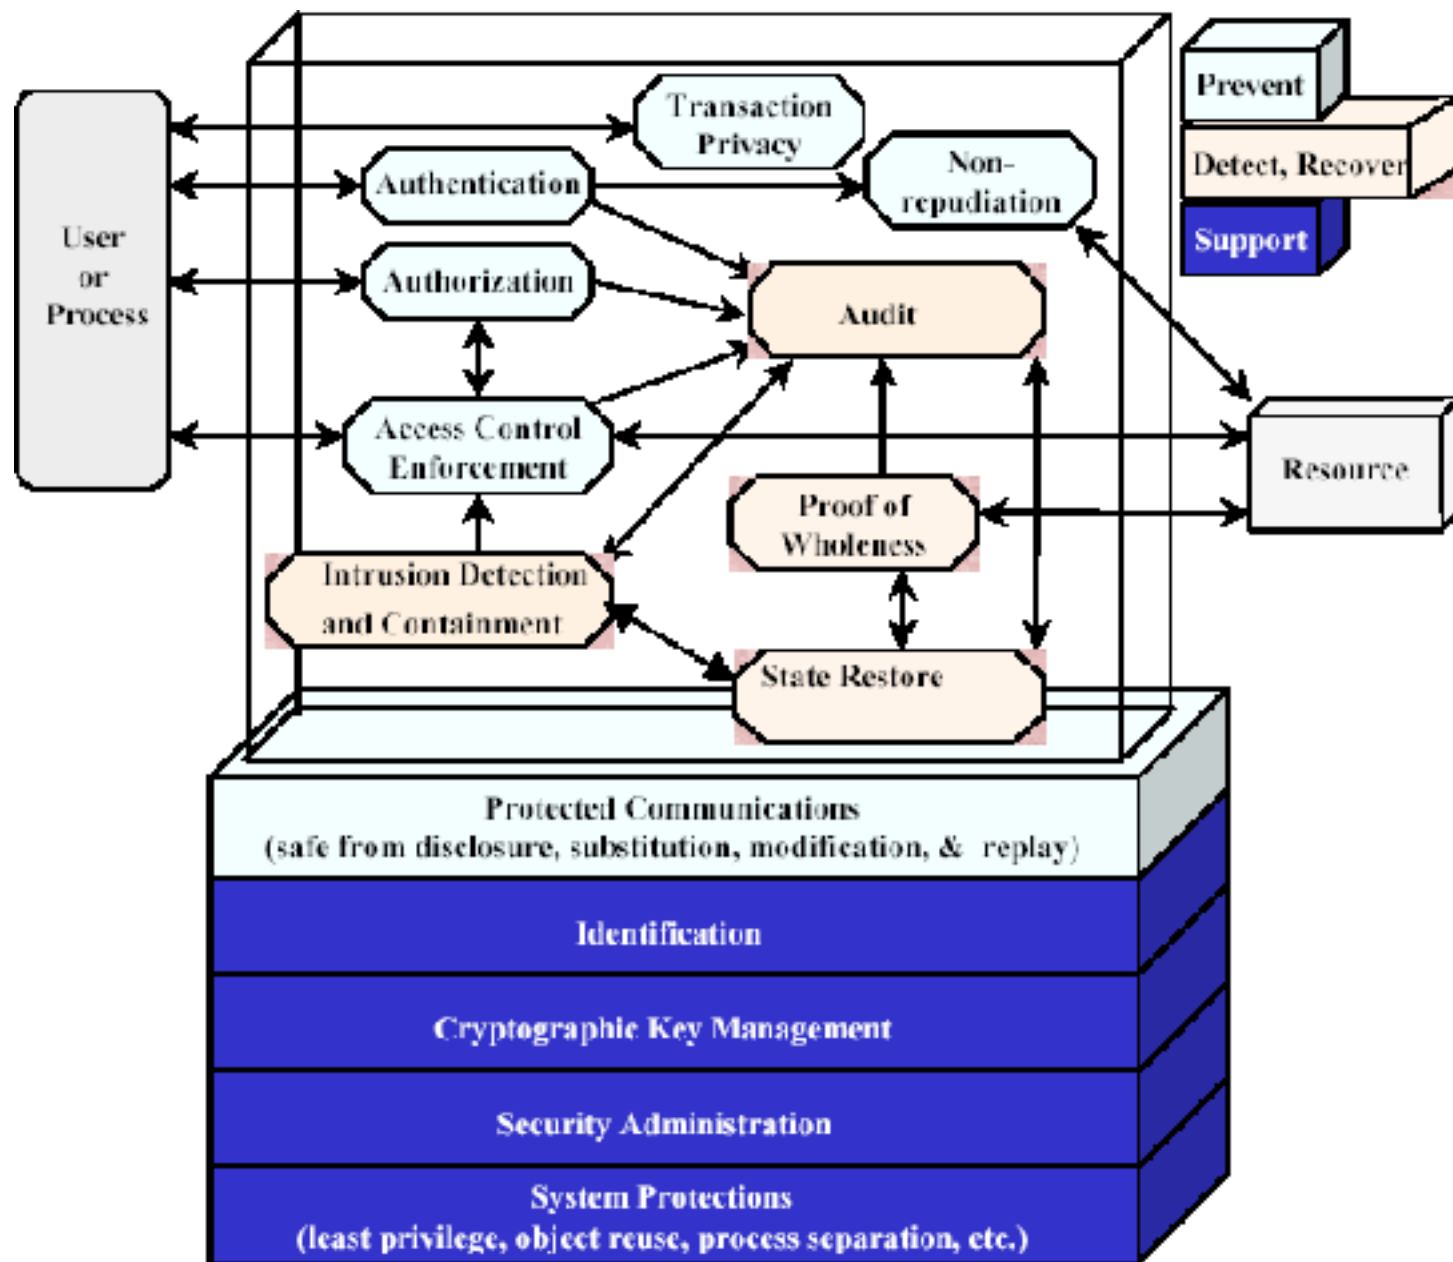 Transaction
Privacy
Prevent
Non-
repudiation
Detect, Recover
Authentication
Support
User
or
Process
Authorization
Audit
Access Control
Enforcement
Resource
Proof of
Wholeness
Intrusion Detection
and Containment
State Restore
Protected Communications
(safe from disclosure, substitution, modification, & replay)
Identification
Cryptographic Key Management
Security Administration
System Protections
(least privilege, object reuse, process separation, etc.)